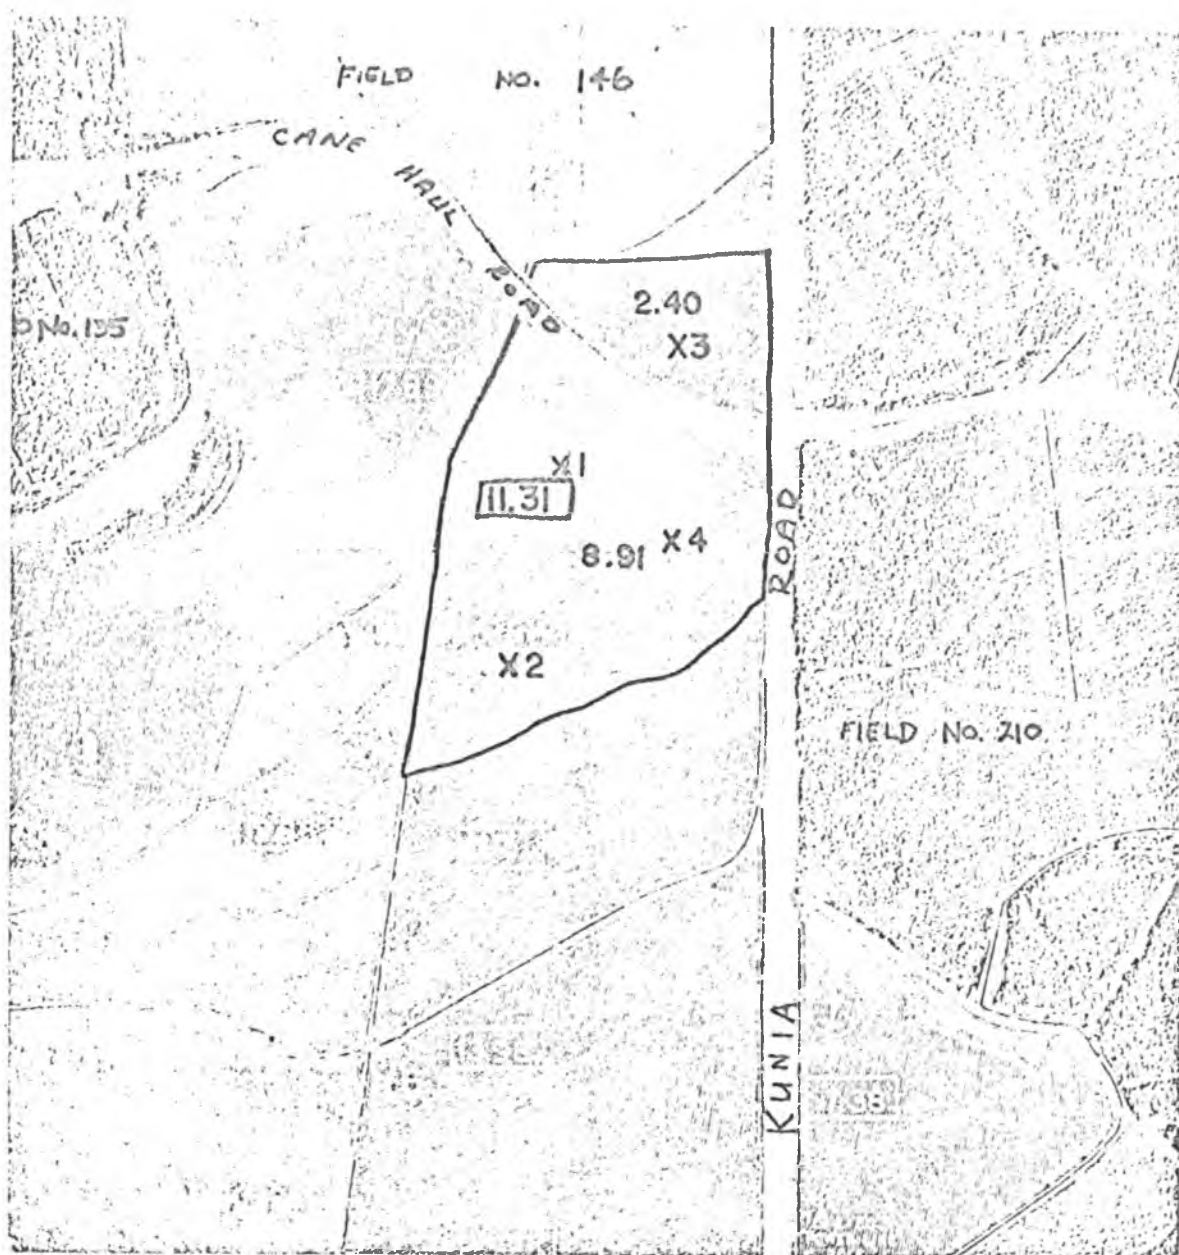 FIELD NO. 146
CANE HAUL ROAD
2.40
X3
No. 155
X1
11.31
8.91 X4
X2
KUNIA ROAD
FIELD NO. 210